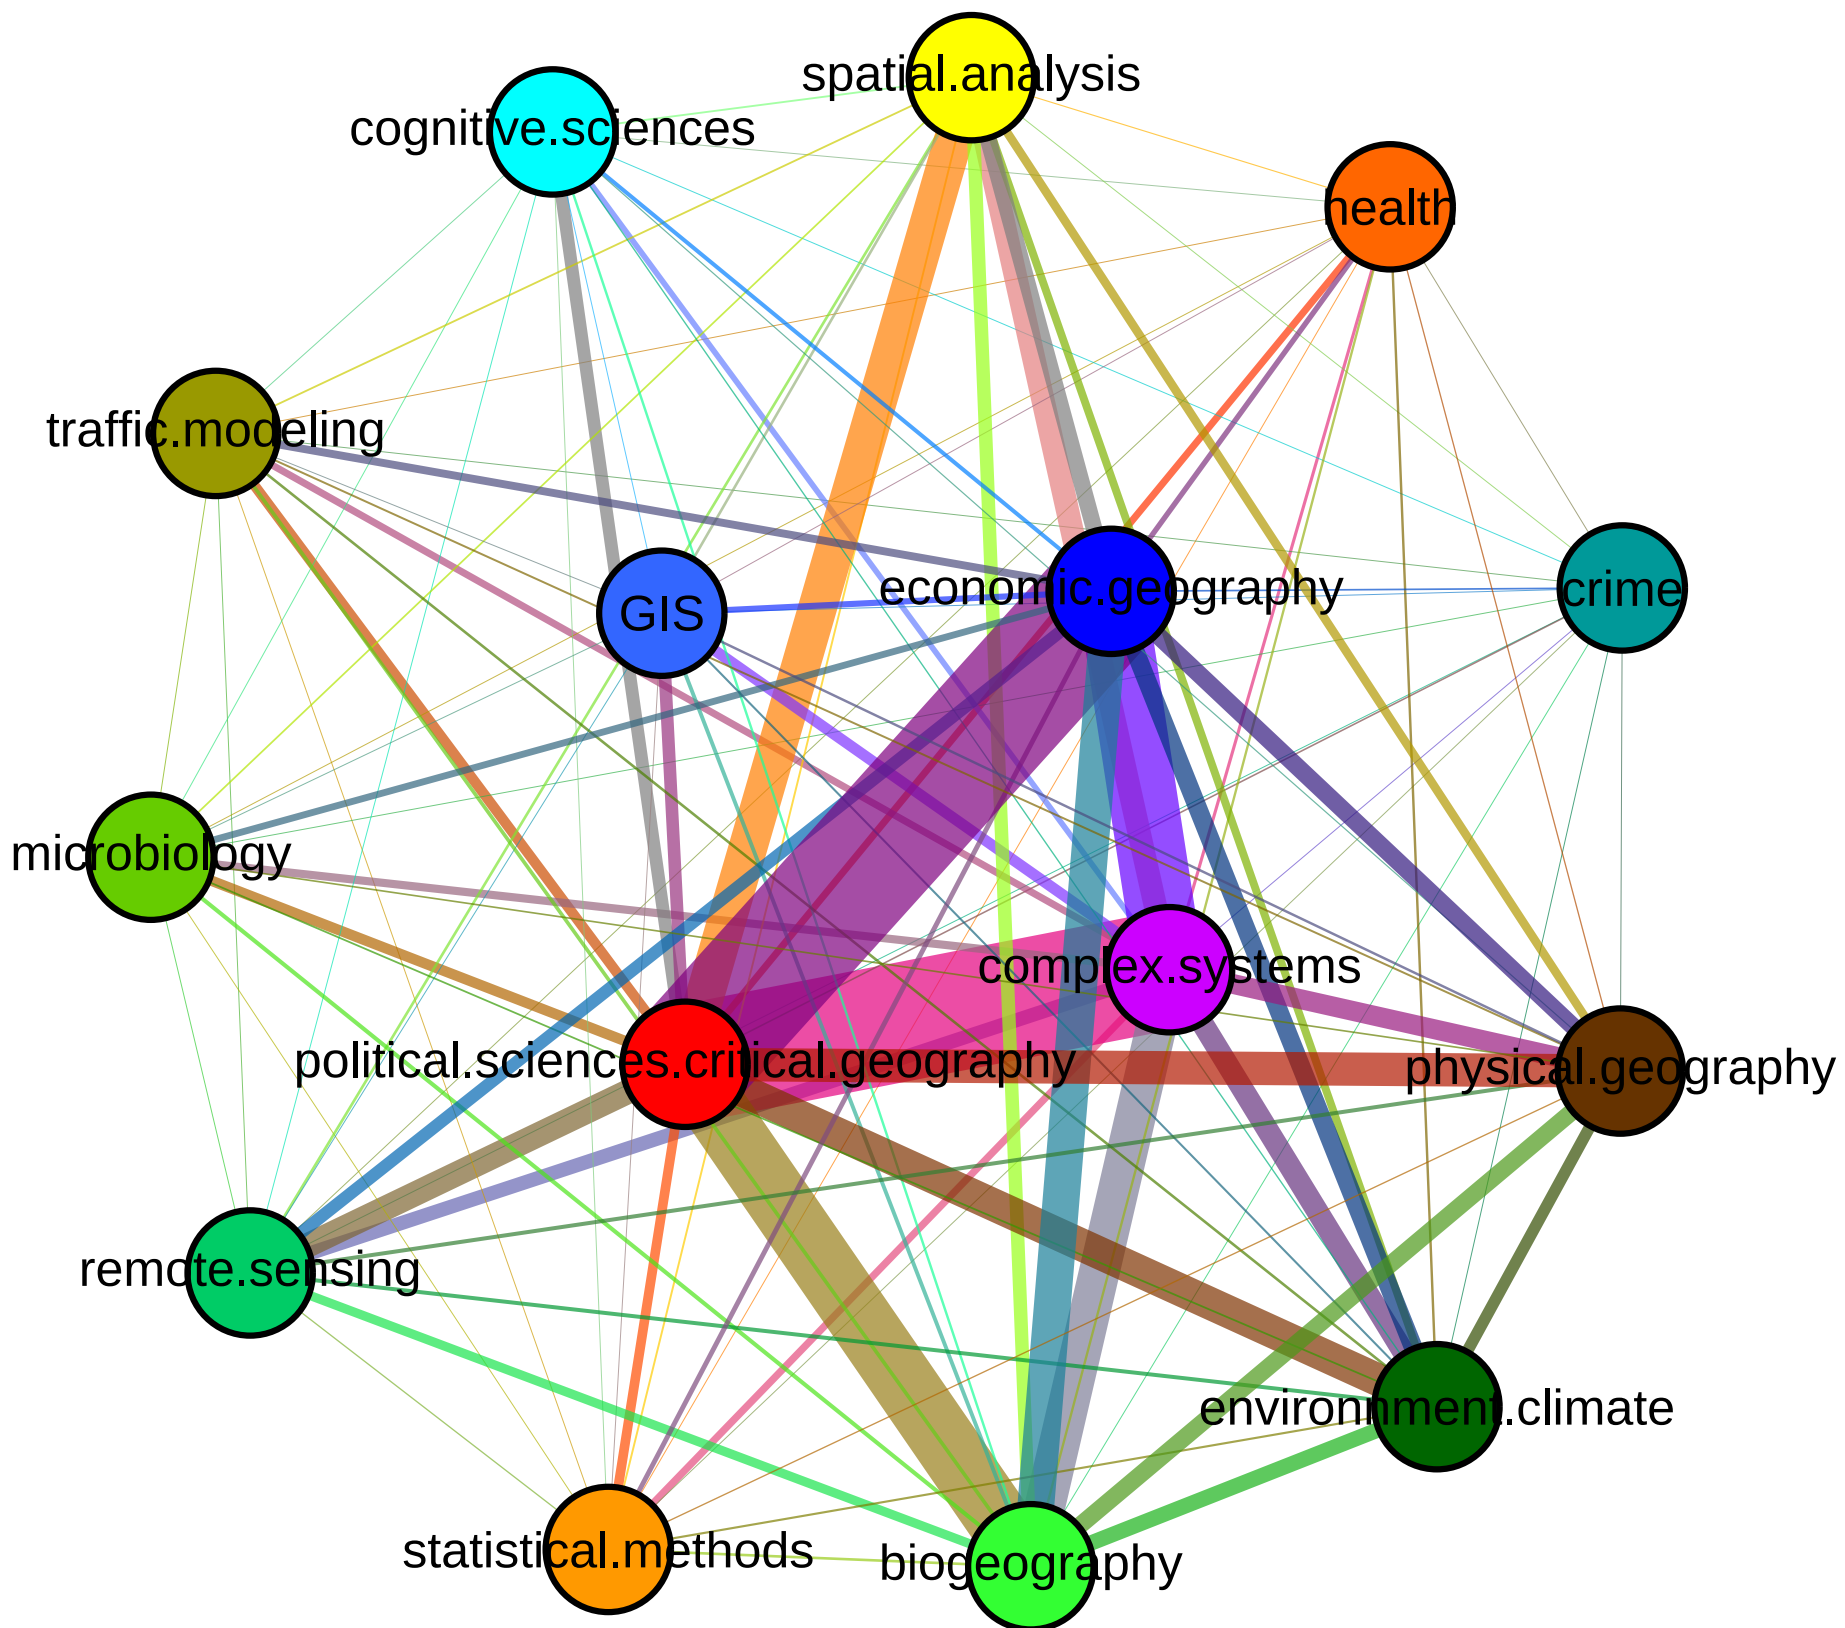 spatial.analysis
cognitive.sciences
health
traffic.modeling
economic.geography
crime
GIS
microbiology
complex.systems
political.sciences.critical.geography
physical.geography
remote.sensing
environnment.climate
statistical.methods
biogeography